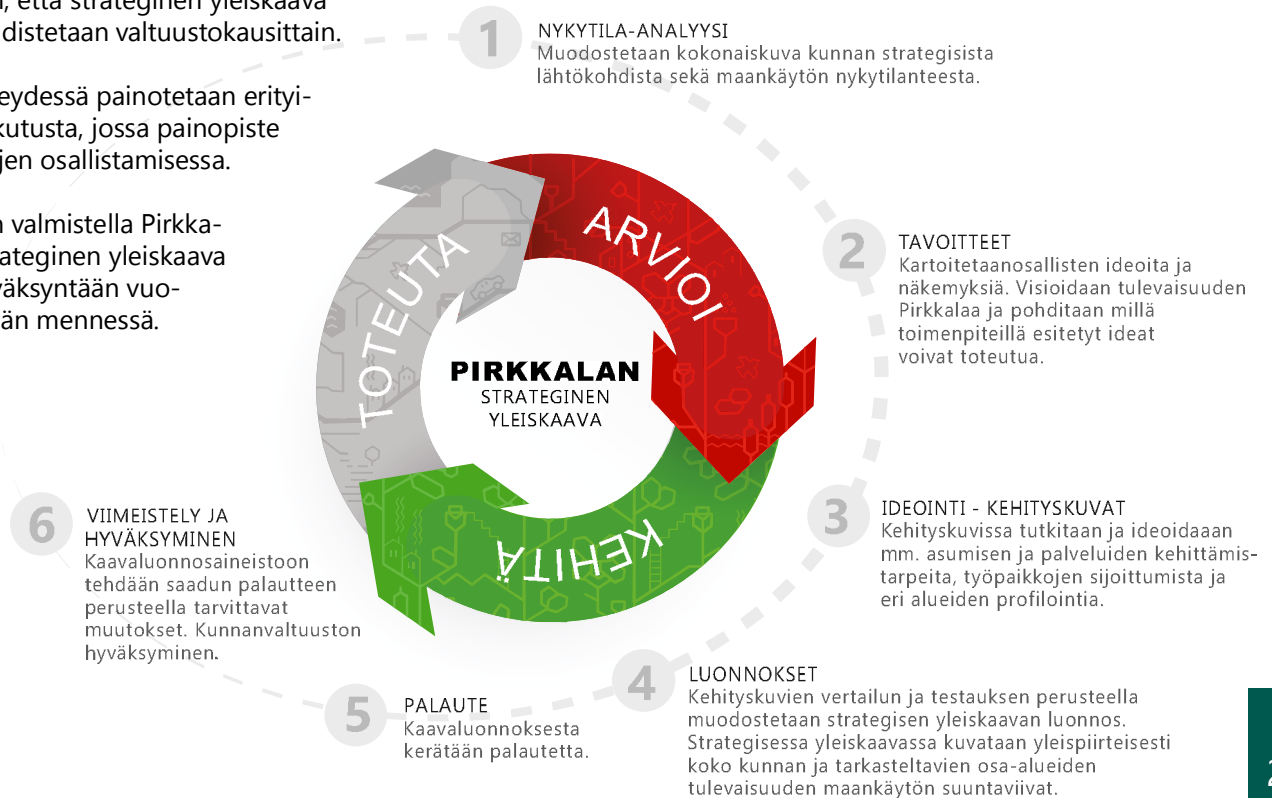 , että strateginen yleiskaava
distetaan valtuustokausittain.
eydessä painotetaan erityi-
kutusta, jossa painopiste
jen osallistamisessa.
valmistella Pirkka-
ateginen yleiskaava
väksyntään vuo-
än mennessä.
1
NYKYTILA-ANALYYSI
Muodostetaan kokonaiskuva kunnan strategisista
lähtökohdista sekä maankäytön nykytilanteesta.
2
TAVOITTEET
Kartoitetaanosallisten ideoita ja
näkemyksiä. Visioidaan tulevaisuuden
Pirkkalaa ja pohditaan millä
toimenpiteillä esitetyt ideat
voivat toteutua.
ARVIOI
KEHITÄ
TOTEUTA
PIRKKALAN
STRATEGINEN
YLEISKAAVA
3
IDEOINTI - KEHITYSKUVAT
Kehityskuvissa tutkitaan ja ideoidaaan
mm. asumisen ja palveluiden kehittämis-
tarpeita, työpaikkojen sijoittumista ja
eri alueiden profilointia.
4
LUONNOKSET
Kehityskuvien vertailun ja testauksen perusteella
muodostetaan strategisen yleiskaavan luonnos.
Strategisessa yleiskaavassa kuvataan yleispiirteisesti
koko kunnan ja tarkasteltavien osa-alueiden
tulevaisuuden maankäytön suuntaviivat.
5
PALAUTE
Kaavaluonnoksesta
kerätään palautetta.
6
VIIMEISTELY JA
HYVÄKSYMINEN
Kaavaluonnosaineistoon
tehdään saadun palautteen
perusteella tarvittavat
muutokset. Kunnanvaltuuston
hyväksyminen.